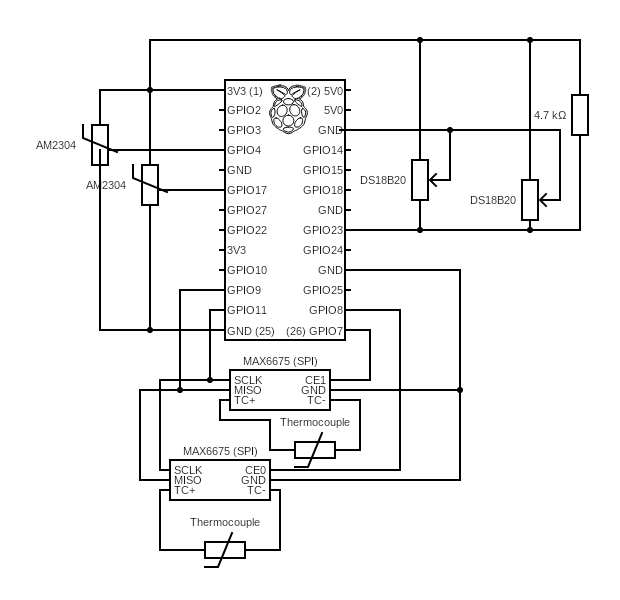 3V3 (1)
(2) 5V0
GPIO2
5V0
GPIO3
GND
4.7 kΩ
AM2304
GPIO4
GPIO14
GND
GPIO15
AM2304
GPIO17
GPIO18
DS18B20
DS18B20
GPIO27
GND
GPIO22
GPIO23
3V3
GPIO24
GPIO10
GND
GPIO9
GPIO25
GPIO11
GPIO8
GND (25)
(26) GPIO7
MAX6675 (SPI)
SCLK
CE1
MISO
GND
TC+
TC-
Thermocouple
MAX6675 (SPI)
SCLK
CE0
MISO
GND
TC+
TC-
Thermocouple